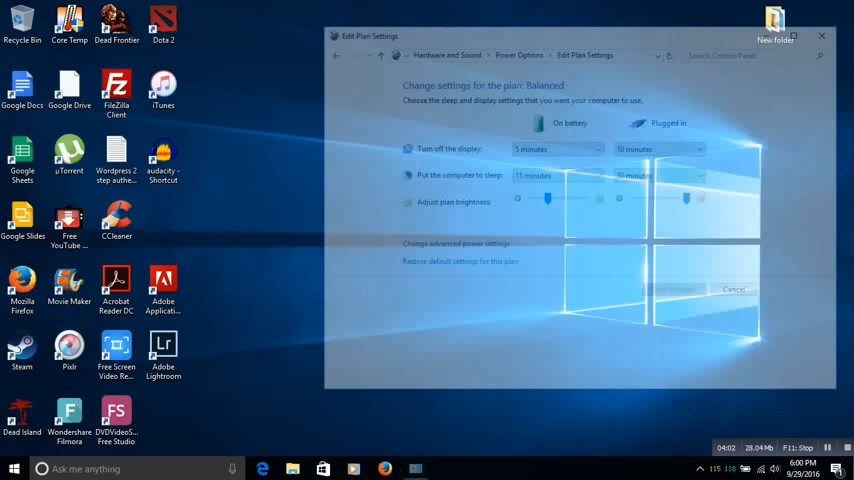 Recycle Bin
Core Temp
Dead Frontier
Dota 2
Google Docs
Google Drive
FileZilla
Client
iTunes
Google
Sheets
µTorrent
Wordpress 2
step authe...
audacity -
Shortcut
Google Slides
Free
YouTube ...
CCleaner
Mozilla
Firefox
Movie Maker
Acrobat
Reader DC
Adobe
Applicati...
Steam
Pixlr
Free Screen
Video Re...
Adobe
Lightroom
Dead Island
Wondershare
Filmora
DVDVideoS...
Free Studio
New folder
Edit Plan Settings
Hardware and Sound > Power Options > Edit Plan Settings
Search Control Panel
Change settings for the plan: Balanced
Choose the sleep and display settings that you want your computer to use.
On battery
Plugged in
Turn off the display:
5 minutes
10 minutes
Put the computer to sleep:
15 minutes
30 minutes
Adjust plan brightness:
Change advanced power settings
Restore default settings for this plan
Cancel
04:02
28.04 Mb
F11: Stop
Ask me anything
115 118
6:00 PM
9/29/2016